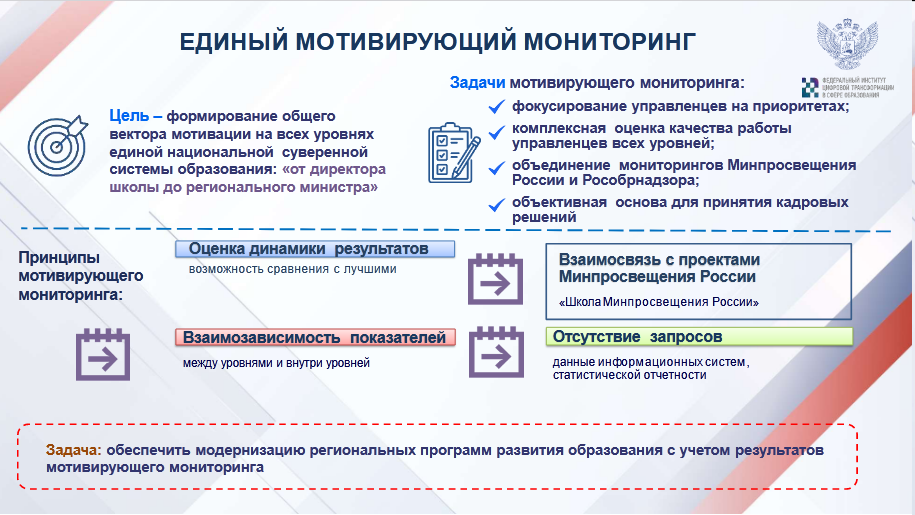 ЕДИНЫЙ МОТИВИРУЮЩИЙ МОНИТОРИНГ
ФЕДЕРАЛЬНЫЙ ИНСТИТУТ
ЦИФРОВОЙ ТРАНСФОРМАЦИИ
В СФЕРЕ ОБРАЗОВАНИЯ
Цель – формирование общего
вектора мотивации на всех уровнях
единой национальной суверенной
системы образования: «от директора
школы до регионального министра»
Задачи мотивирующего мониторинга:
фокусирование управленцев на приоритетах;
комплексная оценка качества работы
управленцев всех уровней;
объединение мониторингов Минпросвещения
России и Рособрнадзора;
объективная основа для принятия кадровых
решений
Принципы
мотивирующего
мониторинга:
Оценка динамики результатов
возможность сравнения с лучшими
Взаимосвязь с проектами
Минпросвещения России
«Школа Минпросвещения России»
Взаимозависимость показателей
между уровнями и внутри уровней
Отсутствие запросов
данные информационных систем,
статистической отчетности
Задача: обеспечить модернизацию региональных программ развития образования с учетом результатов
мотивирующего мониторинга